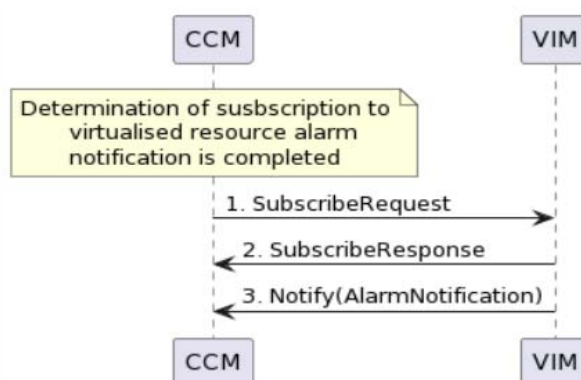 CCM VIM
Determination of susbscription to
virtualised resource alarm
notification is completed
1. SubscribeRequest
2. SubscribeResponse
3. Notify(AlarmNotification)
CCM VIM